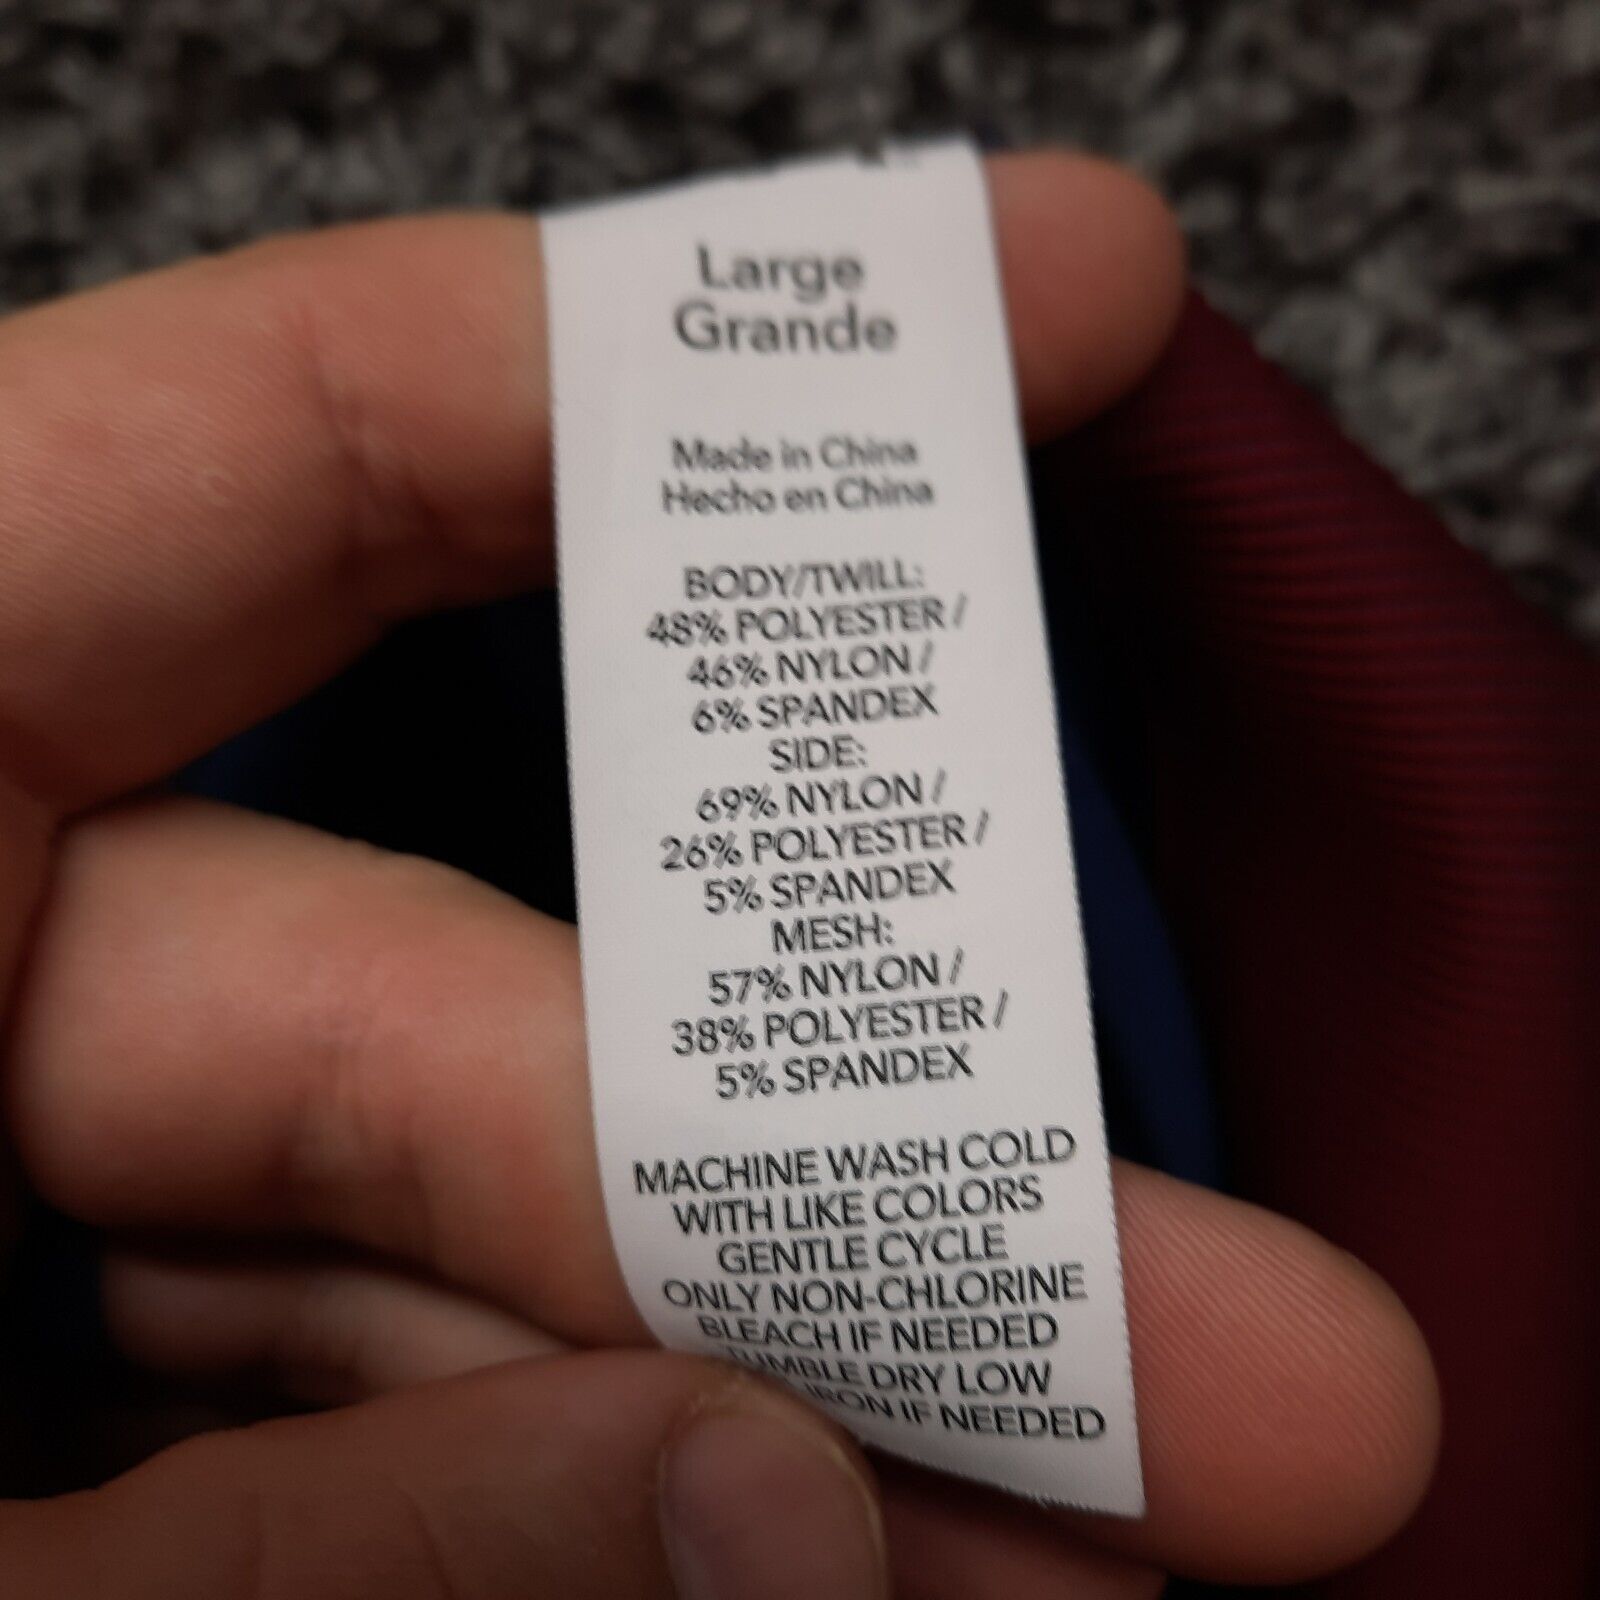 Large
Grande
Made in China
Hecho en China
BODY/TWILL:
48% POLYESTER /
46% NYLON /
6% SPANDEX
SIDE:
69% NYLON /
26% POLYESTER /
5% SPANDEX
MESH:
57% NYLON /
38% POLYESTER /
5% SPANDEX
MACHINE WASH COLD
WITH LIKE COLORS
GENTLE CYCLE
ONLY NON-CHLORINE
BLEACH IF NEEDED
TUMBLE DRY LOW
IRON IF NEEDED